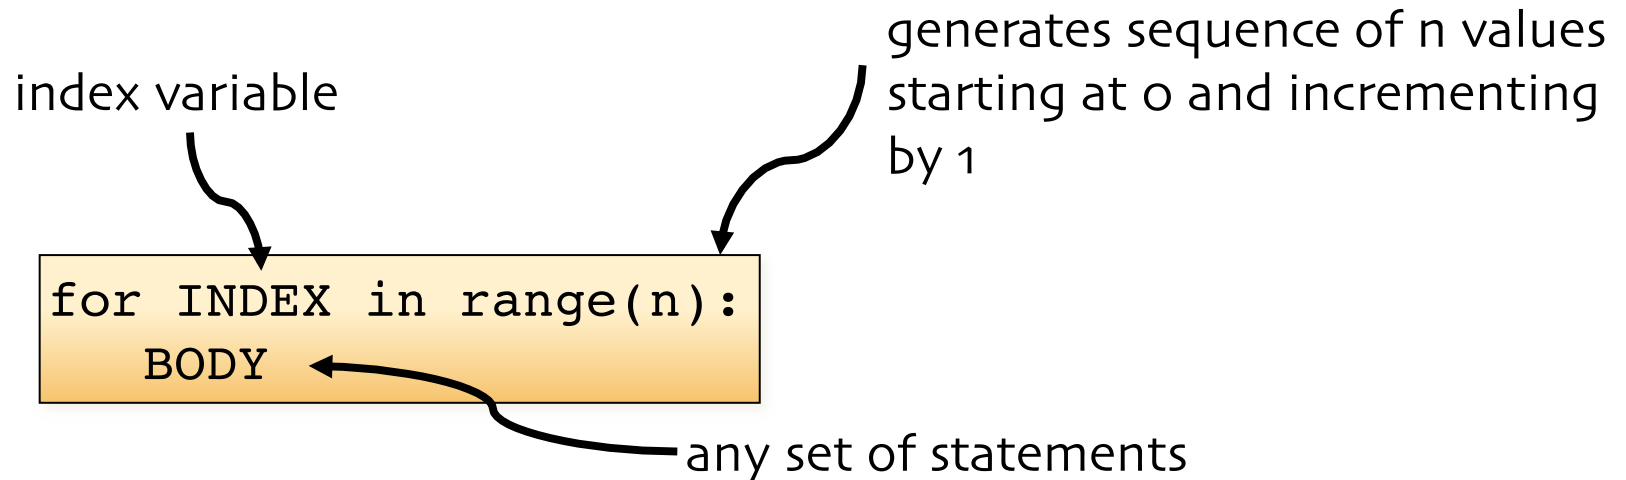 generates sequence of n values
starting at 0 and incrementing
by 1
index variable
for INDEX in range(n):
BODY
any set of statements